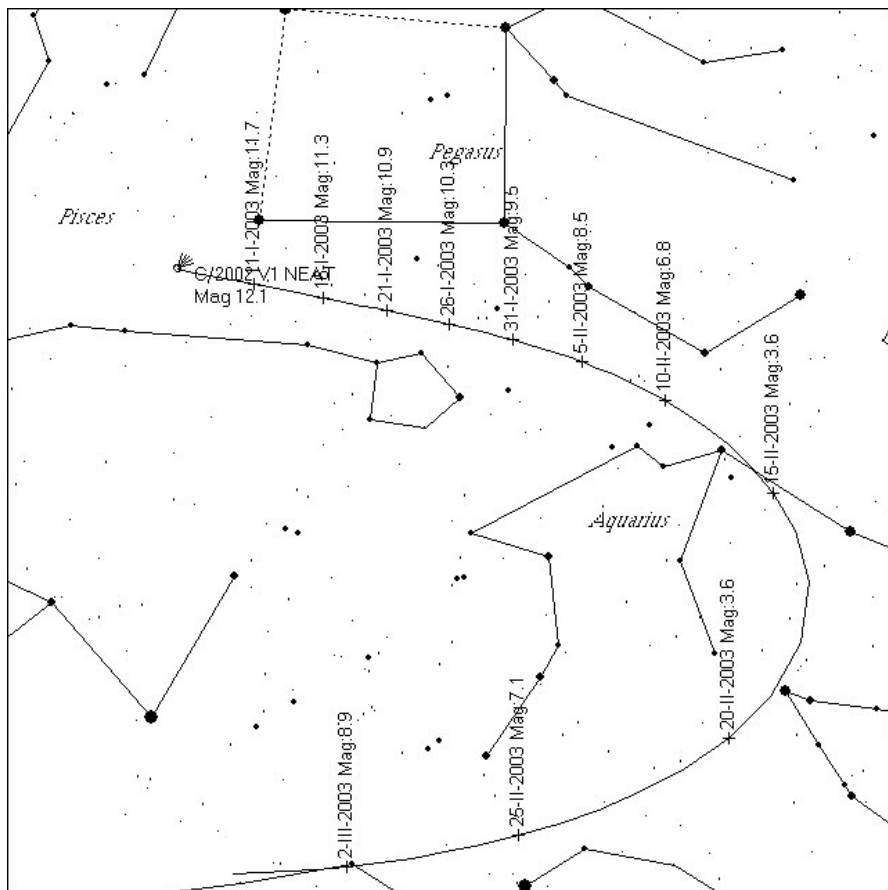 Pegasus
Pisces
C/2002 V1 NEAT
Mag 12.1
11-I-2003 Mag:11.7
16-I-2003 Mag:11.3
21-I-2003 Mag:10.9
26-I-2003 Mag:10.3
31-I-2003 Mag:9.5
5-II-2003 Mag:8.5
10-II-2003 Mag:6.8
15-II-2003 Mag:3.6
Aquarius
20-II-2003 Mag:3.6
25-II-2003 Mag:7.1
2-III-2003 Mag:8.9